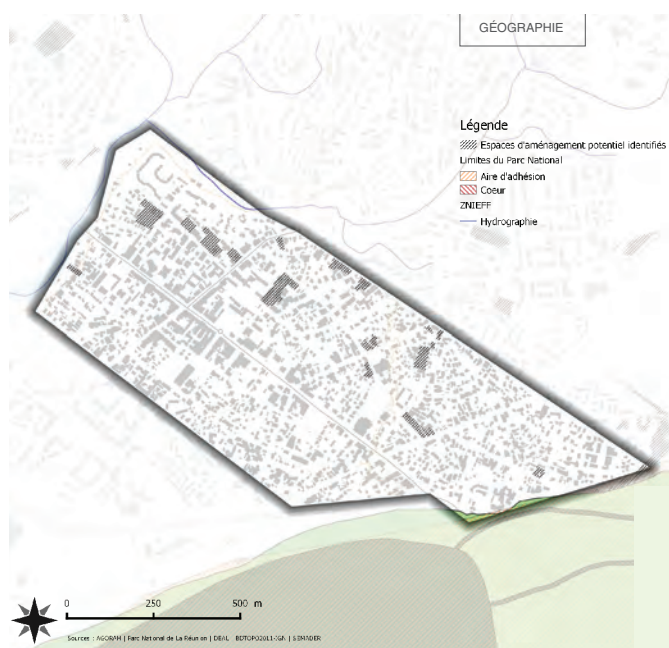 GÉOGRAPHIE
Légende
Espaces d'aménagement potentiel identifiés
Limites du Parc National
Aire d'adhésion
Coeur
ZNIEFF
Hydrographie
0 250 500 m
Sources : AGORAH | Parc National de La Réunion | DEAL | BDTOPO2011-IGN | SEMADER